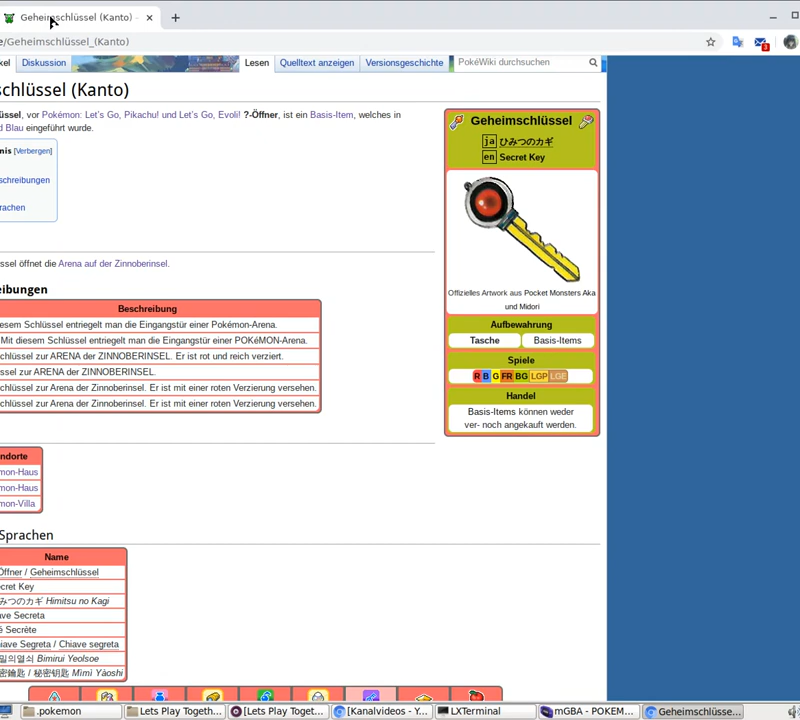 Geheimschlüssel (Kanto) -
/Geheimschlüssel_(Kanto)
kel Diskussion Lesen Quelltext anzeigen Versionsgeschichte PokéWiki durchsuchen
schlüssel (Kanto)
üssel, vor Pokémon: Let's Go, Pikachu! und Let's Go, Evoli! ?-Öffner, ist ein Basis-Item, welches in
d Blau eingeführt wurde.
nis [Verbergen]
schreibungen
rachen
ssel öffnet die Arena auf der Zinnoberinsel.
eibungen
Beschreibung
esem Schlüssel entriegelt man die Eingangstür einer Pokémon-Arena.
Mit diesem Schlüssel entriegelt man die Eingangstür einer POKéMON-Arena.
chlüssel zur ARENA der ZINNOBERINSEL. Er ist rot und reich verziert.
ssel zur ARENA der ZINNOBERINSEL.
chlüssel zur Arena der Zinnoberinsel. Er ist mit einer roten Verzierung versehen.
chlüssel zur Arena der Zinnoberinsel. Er ist mit einer roten Verzierung versehen.
ndorte
mon-Haus
mon-Haus
mon-Villa
Sprachen
Name
Öffner / Geheimschlüssel
cret Key
みつのカギ Himitsu no Kagi
ave Secreta
é Secrète
iave Segreta / Chiave segreta
밀의열쇠 Bimirui Yeolsoe
密鑰匙 / 秘密钥匙 Mìmì Yàoshi
Geheimschlüssel
ja ひみつのカギ
en Secret Key
Offizielles Artwork aus Pocket Monsters Aka
und Midori
Aufbewahrung
Tasche Basis-Items
Spiele
R B G FR BG LGP LGE
Handel
Basis-Items können weder
ver- noch angekauft werden.
3
.pokemon Lets Play Togeth... [Lets Play Toget... [Kanalvideos - Y... LXTerminal mGBA - POKEM... Geheimschlüsse...